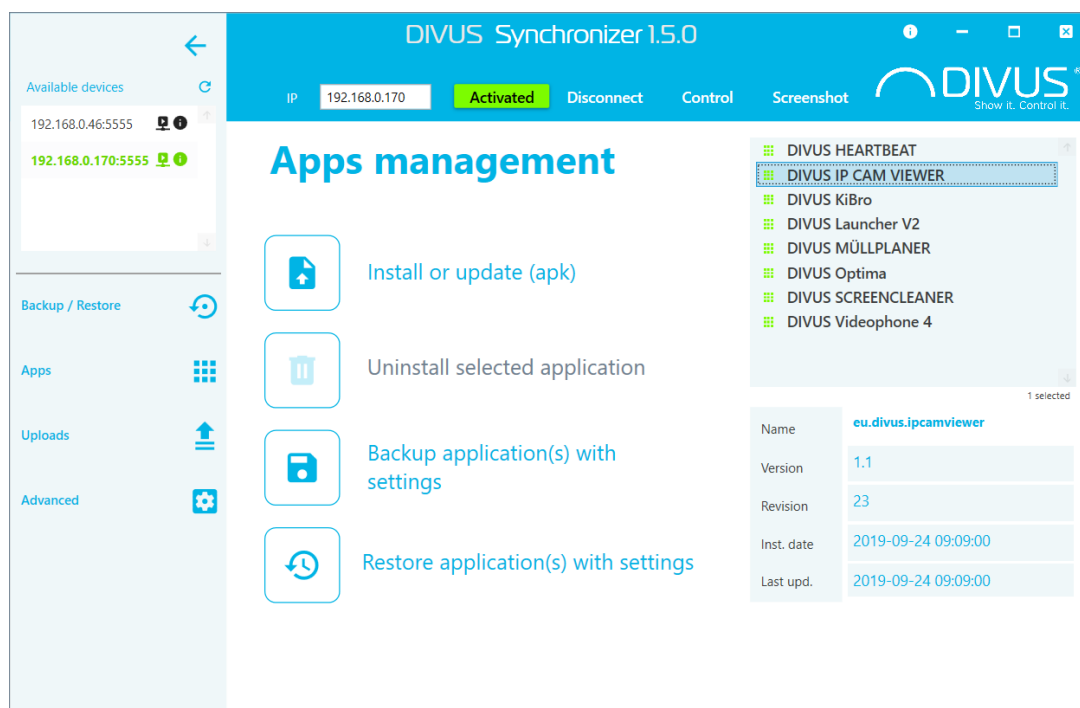 DIVUS Synchronizer 1.5.0
Available devices
IP 192.168.0.170 Activated Disconnect Control Screenshot
DIVUS
Show it. Control it.
192.168.0.46:5555
192.168.0.170:5555
Apps management
Install or update (apk)
Uninstall selected application
Backup application(s) with
settings
Restore application(s) with settings
Backup / Restore
Apps
Uploads
Advanced
DIVUS HEARTBEAT
DIVUS IP CAM VIEWER
DIVUS KiBro
DIVUS Launcher V2
DIVUS MÜLLPLANER
DIVUS Optima
DIVUS SCREENCLEANER
DIVUS Videophone 4
1 selected
Name eu.divus.ipcamviewer
Version 1.1
Revision 23
Inst. date 2019-09-24 09:09:00
Last upd. 2019-09-24 09:09:00